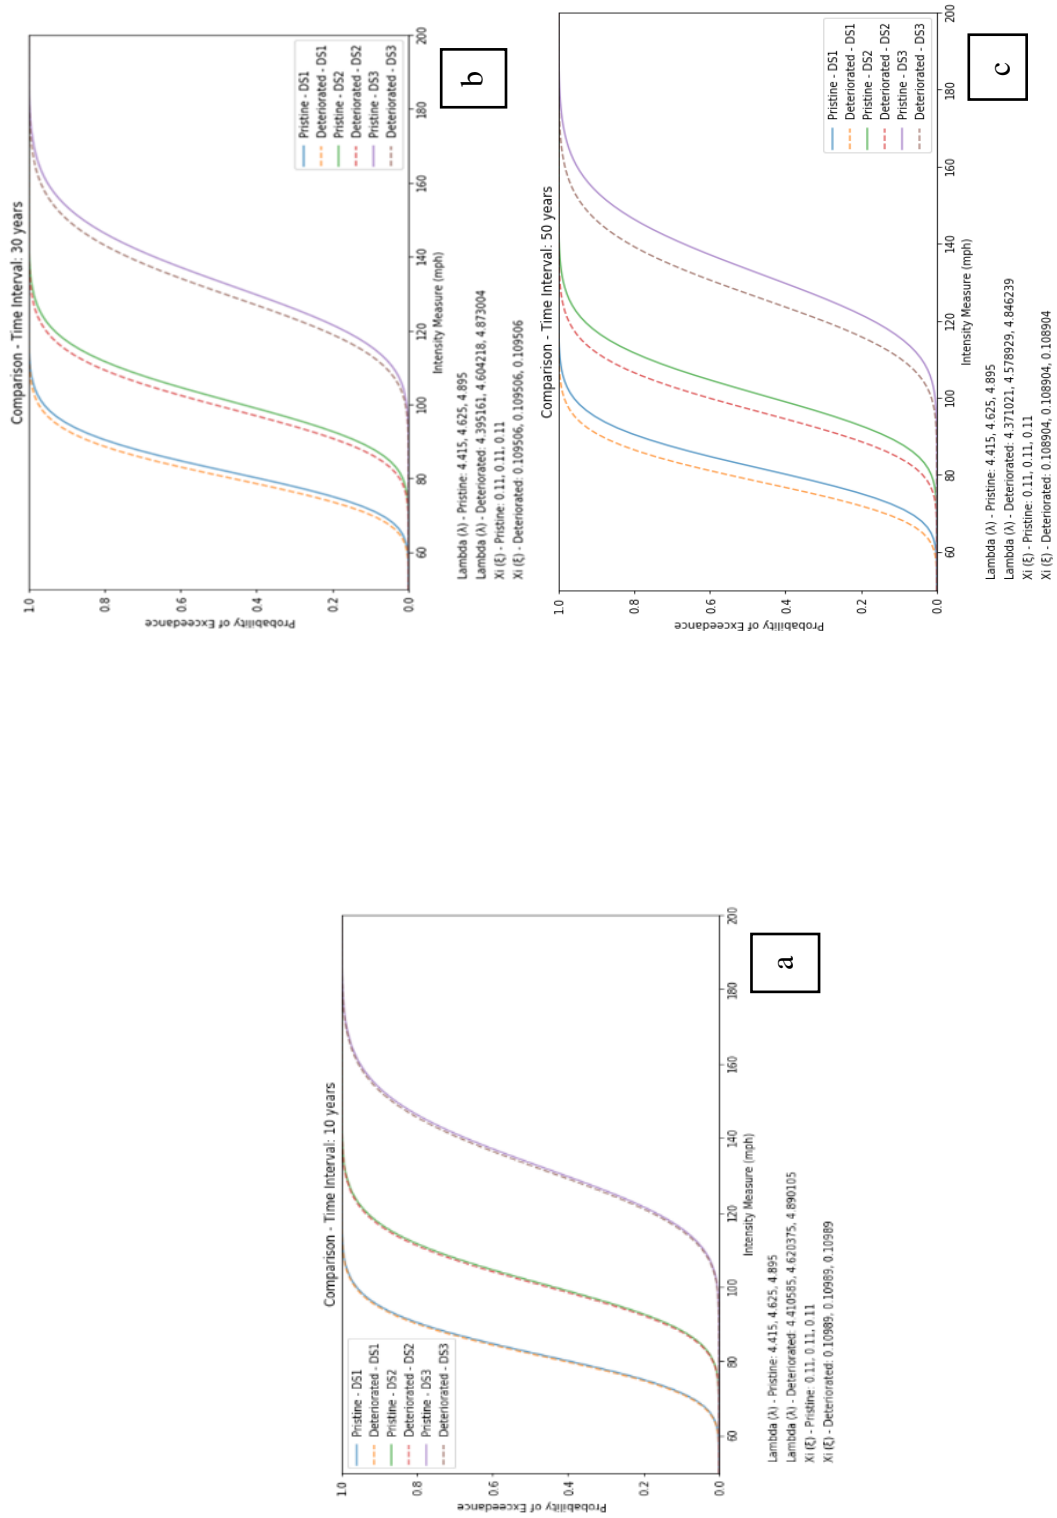 Comparison - Time Interval: 10 years
Pristine - DS1
Deteriorated - DS1
Pristine - DS2
Deteriorated - DS2
Pristine - DS3
Deteriorated - DS3
Probability of Exceedance
1.0
0.8
0.6
0.4
0.2
0.0
60 80 100 120 140 160 180 200
Intensity Measure (mph)
Lambda (λ) - Pristine: 4.415, 4.625, 4.895
Lambda (λ) - Deteriorated: 4.410585, 4.620375, 4.890105
Xi (ξ) - Pristine: 0.11, 0.11, 0.11
Xi (ξ) - Deteriorated: 0.10989, 0.10989, 0.10989
a
Comparison - Time Interval: 30 years
Pristine - DS1
Deteriorated - DS1
Pristine - DS2
Deteriorated - DS2
Pristine - DS3
Deteriorated - DS3
Probability of Exceedance
1.0
0.8
0.6
0.4
0.2
0.0
60 80 100 120 140 160 180 200
Intensity Measure (mph)
Lambda (λ) - Pristine: 4.415, 4.625, 4.895
Lambda (λ) - Deteriorated: 4.395161, 4.604218, 4.873004
Xi (ξ) - Pristine: 0.11, 0.11, 0.11
Xi (ξ) - Deteriorated: 0.109506, 0.109506, 0.109506
b
Comparison - Time Interval: 50 years
Pristine - DS1
Deteriorated - DS1
Pristine - DS2
Deteriorated - DS2
Pristine - DS3
Deteriorated - DS3
Probability of Exceedance
1.0
0.8
0.6
0.4
0.2
0.0
60 80 100 120 140 160 180 200
Intensity Measure (mph)
Lambda (λ) - Pristine: 4.415, 4.625, 4.895
Lambda (λ) - Deteriorated: 4.371021, 4.578929, 4.846239
Xi (ξ) - Pristine: 0.11, 0.11, 0.11
Xi (ξ) - Deteriorated: 0.108904, 0.108904, 0.108904
c